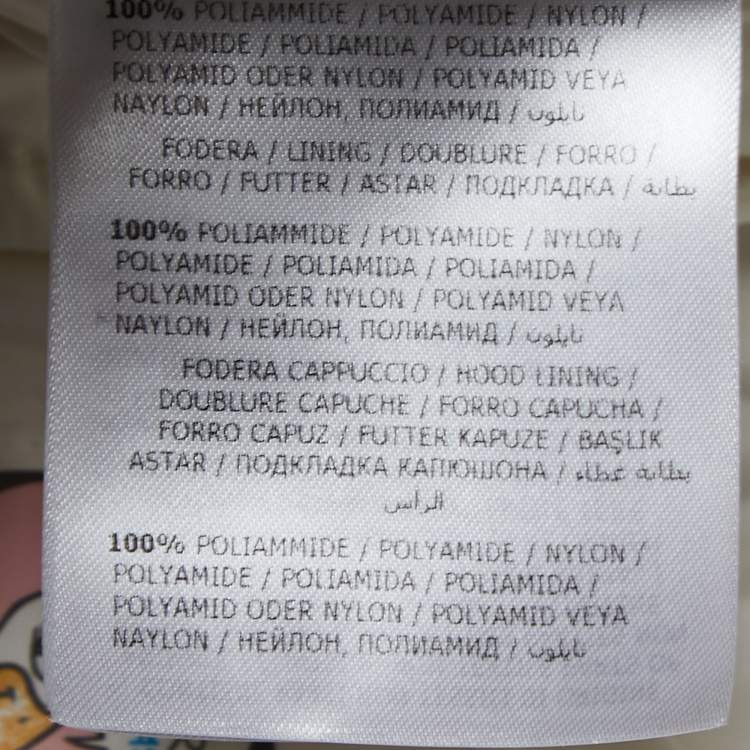 100% POLIAMMIDE / POLYAMIDE / NYLON /
POLYAMIDE / POLIAMIDA / POLIAMIDA /
POLYAMID ODER NYLON / POLYAMID VEYA
NAYLON / НЕЙЛОН, ПОЛИАМИД / نايلون
FODERA / LINING / DOUBLURE / FORRO /
FORRO / FUTTER / ASTAR / ПОДКЛАДКА / بطانة
100% POLIAMMIDE / POLYAMIDE / NYLON /
POLYAMIDE / POLIAMIDA / POLIAMIDA /
POLYAMID ODER NYLON / POLYAMID VEYA
NAYLON / НЕЙЛОН, ПОЛИАМИД / نايلون
FODERA CAPPUCCIO / HOOD LINING /
DOUBLURE CAPUCHE / FORRO CAPUCHA /
FORRO CAPUZ / FUTTER KAPUZE / BAŞLIK
ASTAR / ПОДКЛАДКА КАПЮШОНА / بطانة غطاء
الرأس
100% POLIAMMIDE / POLYAMIDE / NYLON /
POLYAMIDE / POLIAMIDA / POLIAMIDA /
POLYAMID ODER NYLON / POLYAMID VEYA
NAYLON / НЕЙЛОН, ПОЛИАМИД / نايلون